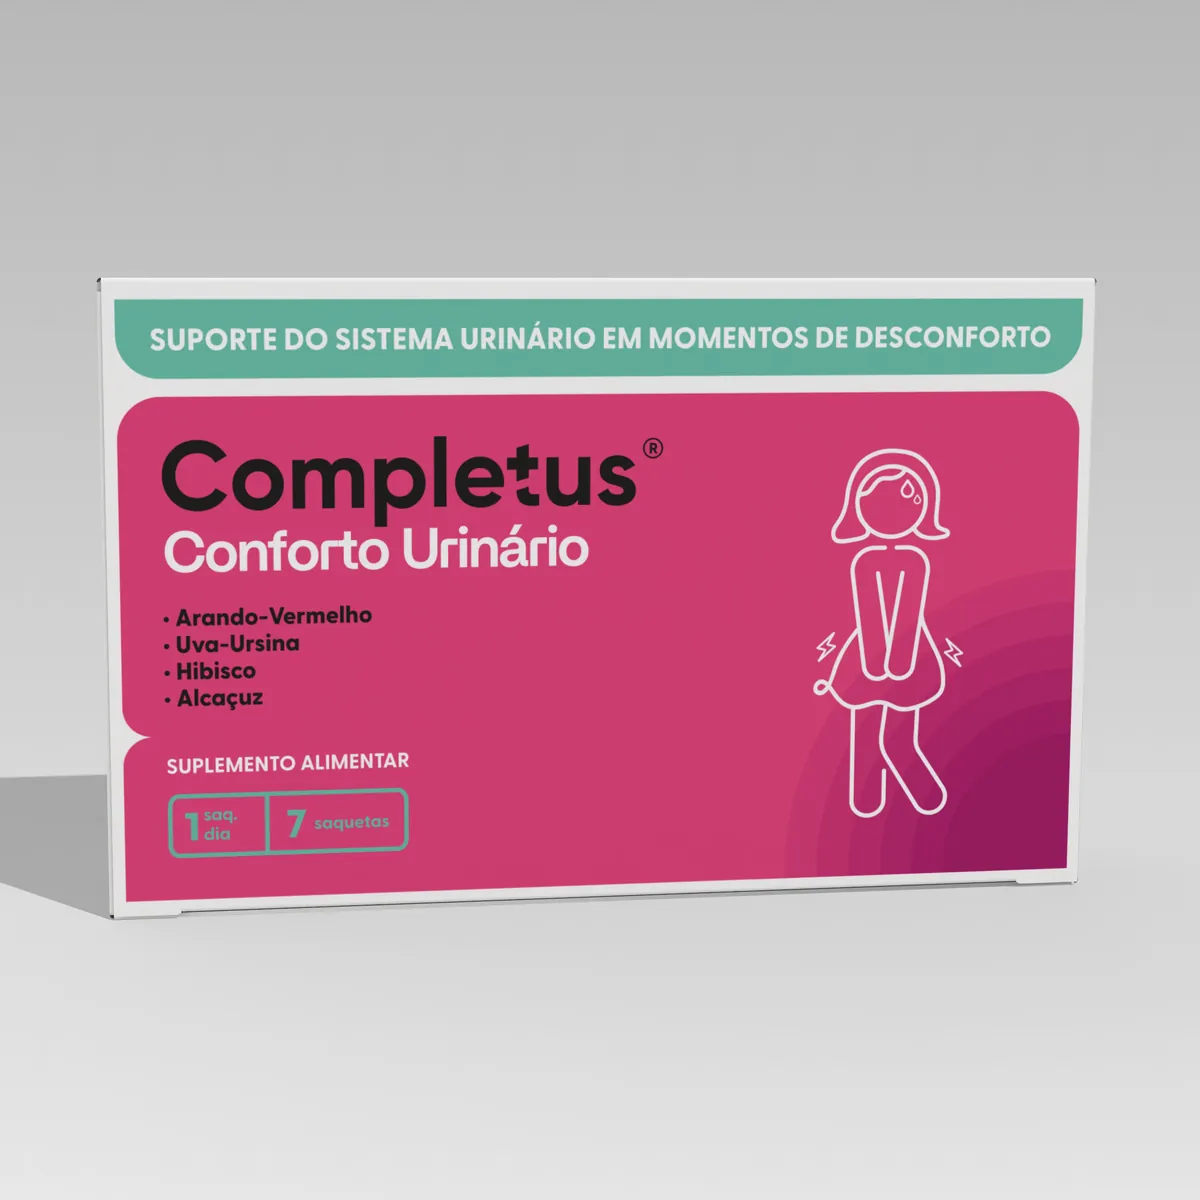 SUPORTE DO SISTEMA URINÁRIO EM MOMENTOS DE DESCONFORTO
Completus®
Conforto Urinário
• Arando-Vermelho
• Uva-Ursina
• Hibisco
• Alcaçuz
SUPLEMENTO ALIMENTAR
1 saq.
dia
7 saquetas